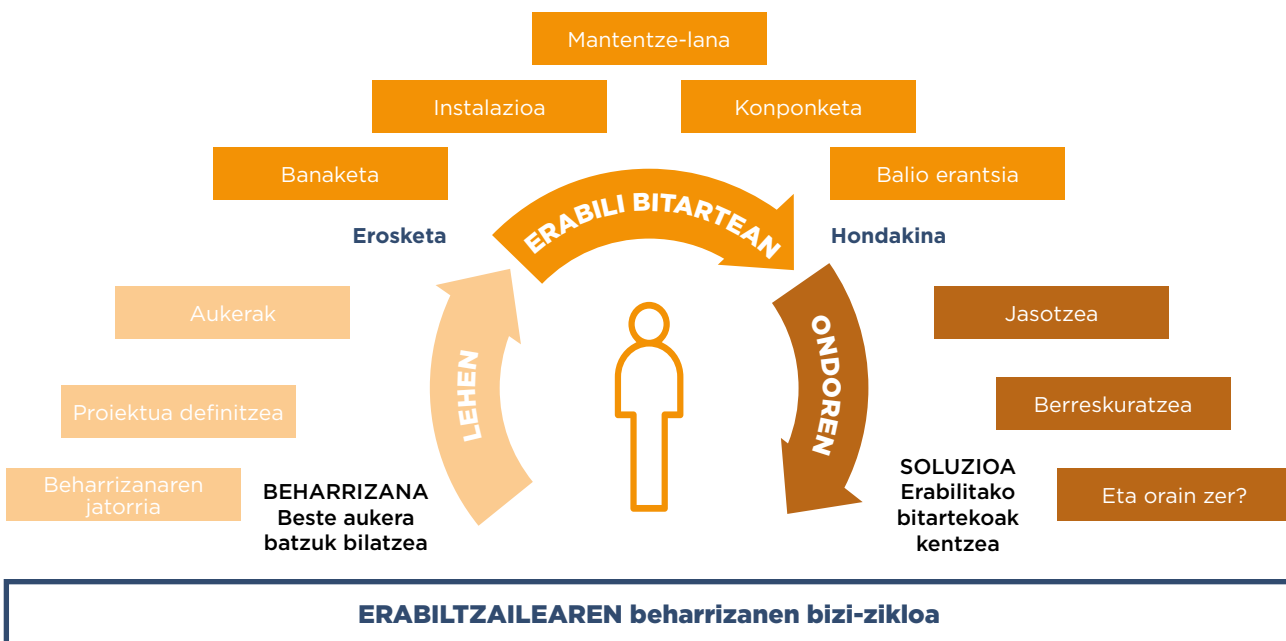 Mantentze-lana
Instalazioa
Konponketa
Banaketa
Balio erantsia
ERABILI BITARTEAN
Erosketa
Hondakina
Aukerak
Jasotzea
LEHEN
ONDOREN
Proiektua definitzea
Berreskuratzea
Beharrizanaren
jatorria
BEHARRIZANA
Beste aukera
batzuk bilatzea
SOLUZIOA
Erabilitako
bitartekoak
kentzea
Eta orain zer?
ERABILTZAILEAREN beharrizanen bizi-zikloa